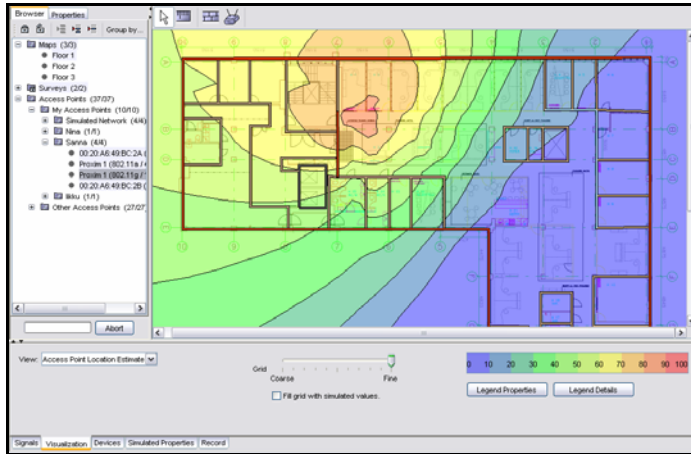 Browser Properties
Group by...
Maps (3/3)
Floor 1
Floor 2
Floor 3
Surveys (2/2)
Access Points (37/37)
My Access Points (10/10)
Simulated Network (4/4)
Nina (1/1)
Sanna (4/4)
00:20:A6:49:BC:2A (
Proxim 1 (802.11a / 
Proxim 1 (802.11g / 
00:20:A6:49:BC:2B (
Iikku (1/1)
Other Access Points (27/27)
Abort
View: Access Point Location Estimate
Grid
Coarse Fine
Fill grid with simulated values.
0 10 20 30 40 50 60 70 80 90 100
Legend Properties Legend Details
Signals Visualization Devices Simulated Properties Record